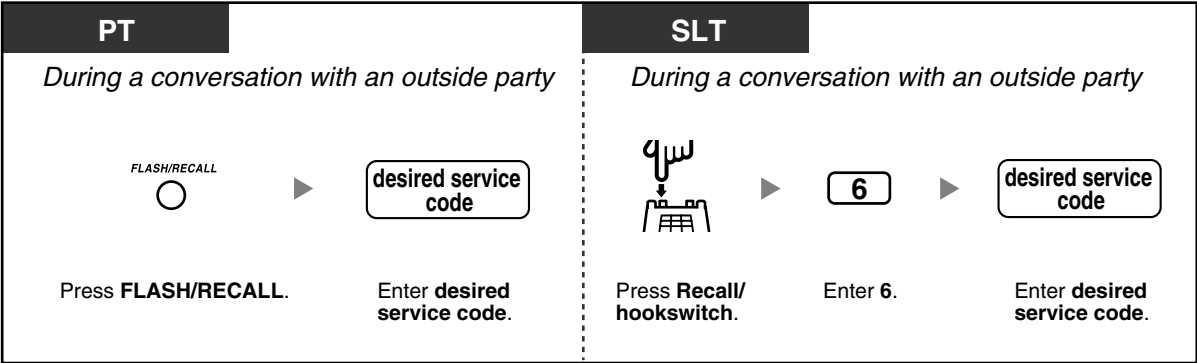 PT
During a conversation with an outside party
FLASH/RECALL
desired service
code
Press FLASH/RECALL.
Enter desired
service code.
SLT
During a conversation with an outside party
6
desired service
code
Press Recall/
hookswitch.
Enter 6.
Enter desired
service code.